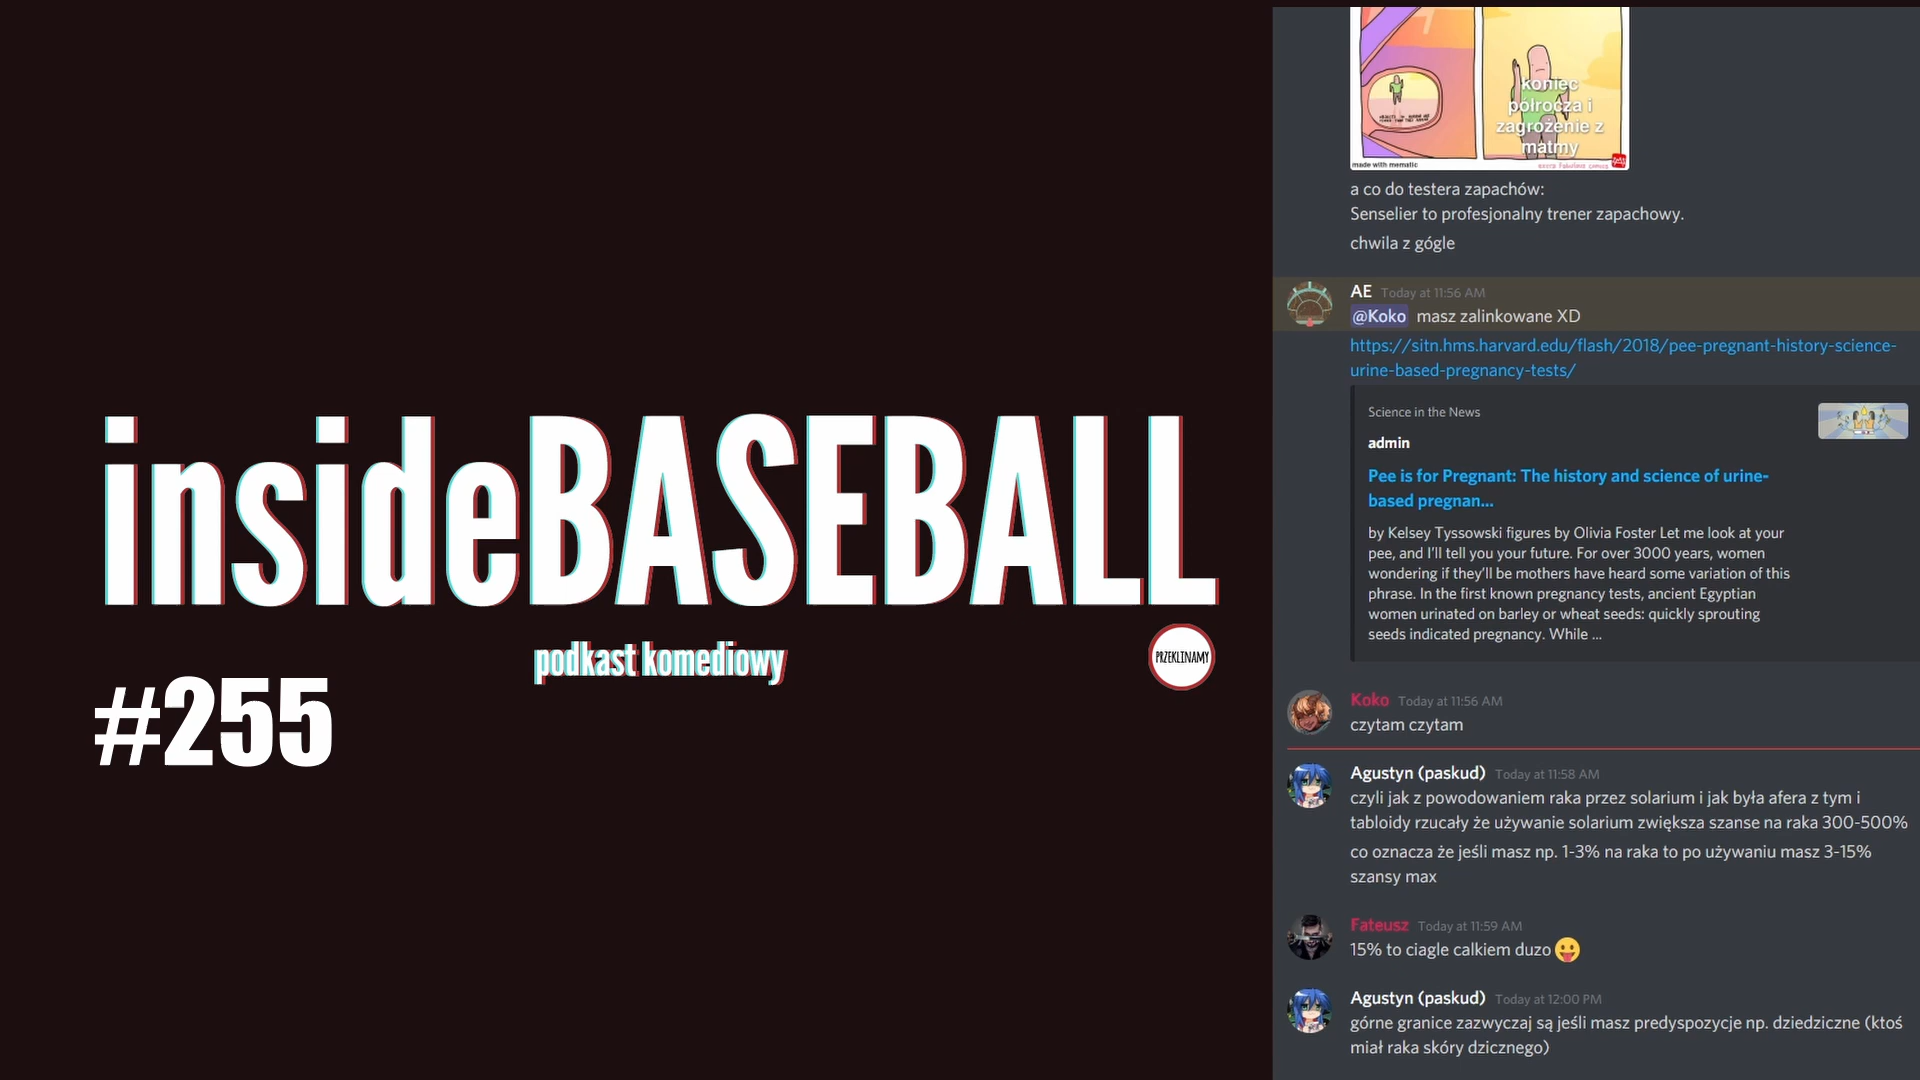 insideBASEBALL
podkast komediowy
PRZEKLINAMY
#255
koniec
półrocza i
zagrożenie z
matmy
made with mematic
a co do testera zapachów:
Senselier to profesjonalny trener zapachowy.
chwila z gógle
AE Today at 11:56 AM
@Koko masz zalinkowane XD
https://sitn.hms.harvard.edu/flash/2018/pee-pregnant-history-science-
urine-based-pregnancy-tests/
Science in the News
admin
Pee is for Pregnant: The history and science of urine-
based pregnan...
by Kelsey Tyssowski figures by Olivia Foster Let me look at your
pee, and I'll tell you your future. For over 3000 years, women
wondering if they'll be mothers have heard some variation of this
phrase. In the first known pregnancy tests, ancient Egyptian
women urinated on barley or wheat seeds: quickly sprouting
seeds indicated pregnancy. While ...
Koko Today at 11:56 AM
czytam czytam
Agustyn (paskud) Today at 11:58 AM
czyli jak z powodowaniem raka przez solarium i jak była afera z tym i
tabloidy rzucały że używanie solarium zwiększa szanse na raka 300-500%
co oznacza że jeśli masz np. 1-3% na raka to po używaniu masz 3-15%
szansy max
Fateusz Today at 11:59 AM
15% to ciagle calkiem duzo 😛
Agustyn (paskud) Today at 12:00 PM
górne granice zazwyczaj są jeśli masz predyspozycje np. dziedziczne (ktoś
miał raka skóry dzicznego)